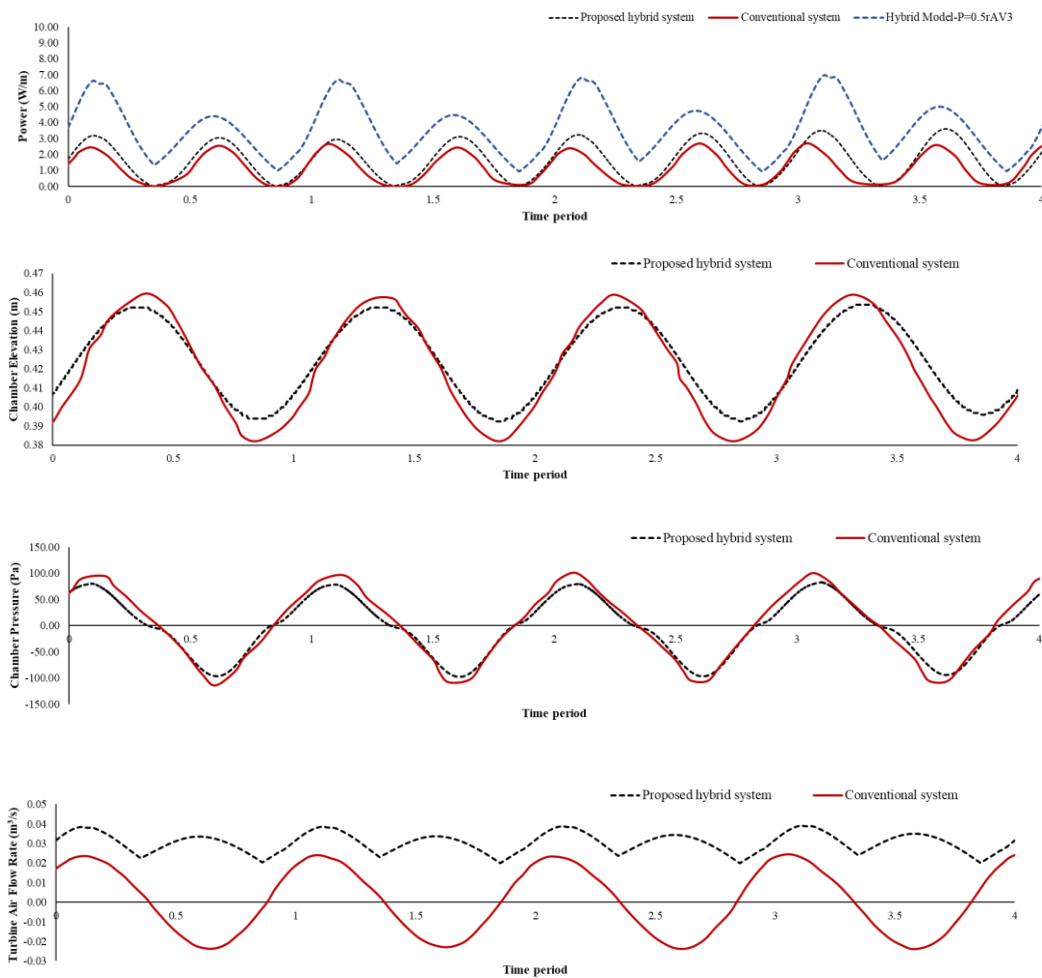 Proposed hybrid system Conventional system Hybrid Model-P=0.5rAV3
Power (W/m)
10.00
9.00
8.00
7.00
6.00
5.00
4.00
3.00
2.00
1.00
0.00
0 0.5 1 1.5 2 2.5 3 3.5 4
Time period
Proposed hybrid system Conventional system
Chamber Elevation (m)
0.47
0.46
0.45
0.44
0.43
0.42
0.41
0.40
0.39
0.38
0 0.5 1 1.5 2 2.5 3 3.5 4
Time period
Proposed hybrid system Conventional system
Chamber Pressure (Pa)
150.00
100.00
50.00
0.00
-50.00
-100.00
-150.00
0 0.5 1 1.5 2 2.5 3 3.5 4
Time period
Proposed hybrid system Conventional system
Turbine Air Flow Rate (m³/s)
0.05
0.04
0.03
0.02
0.01
0.00
-0.01
-0.02
-0.03
0 0.5 1 1.5 2 2.5 3 3.5 4
Time period